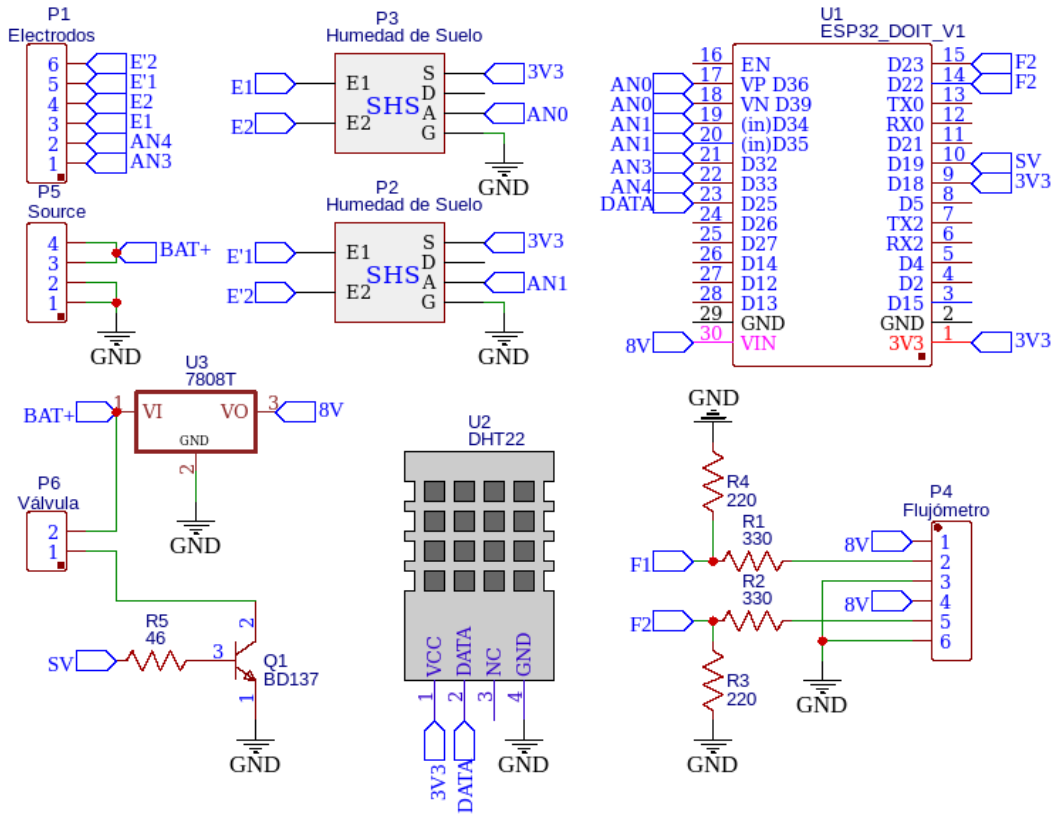 P1
Electrodos
6 E'2
5 E'1
4 E2
3 E1
2 AN4
1 AN3
P3
Humedad de Suelo
E1 E1 S 3V3
SHS D
E2 E2 A AN0
G
GND
U1
ESP32_DOIT_V1
16 EN D23 15 F2
AN0 17 VP D36 D22 14 F2
AN0 18 VN D39 TX0 13
AN1 19 (in)D34 RX0 12
AN1 20 (in)D35 D21 11
AN3 21 D32 D19 10 SV
AN4 22 D33 D18 9 3V3
DATA 23 D25 D5 8
24 D26 TX2 7
25 D27 RX2 6
26 D14 D4 5
27 D12 D2 4
28 D13 D15 3
29 GND GND 2
8V 30 VIN 3V3 1 3V3
P5
Source
4
3 BAT+
2
1
GND
P2
Humedad de Suelo
E'1 E1 S 3V3
SHS D
E'2 E2 A AN1
G
GND
U3
7808T
BAT+ 1 VI VO 3 8V
GND
2
GND
P6
Válvula
2
1
R5
46
SV 3
2
Q1
BD137
1
GND
U2
DHT22
VCC DATA NC GND
1 2 3 4
3V3 DATA
GND
GND
R4
220
R1
330
F1
R2
330
F2
R3
220
GND
P4
Flujómetro
8V 1
2
3
8V 4
5
6
GND